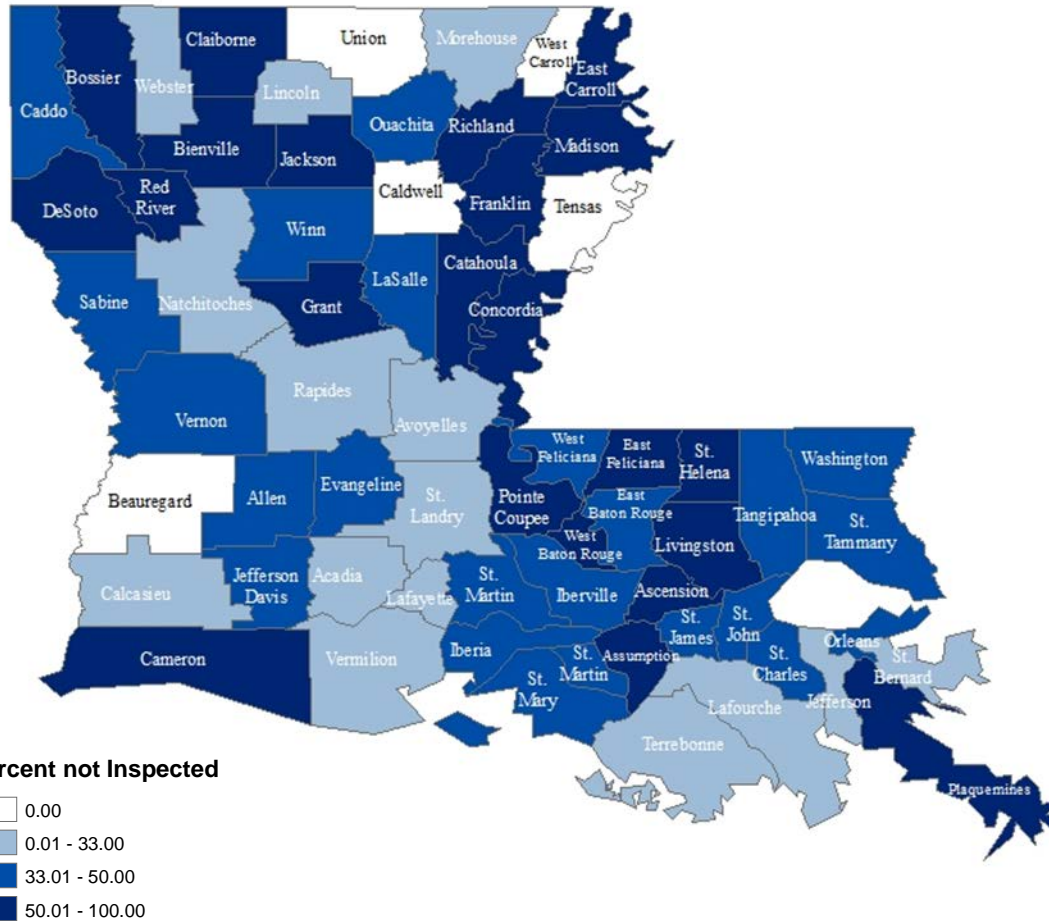 Claiborne
Union
Morehouse
West
Carroll
East
Carroll
Bossier
Webster
Lincoln
Caddo
Ouachita
Richland
Bienville
Jackson
Madison
DeSoto
Red
River
Caldwell
Franklin
Tensas
Winn
Catahoula
LaSalle
Sabine
Natchitoches
Grant
Concordia
Rapides
Vernon
Avoyelles
West
Feliciana
East
Feliciana
St.
Helena
Washington
Beauregard
Allen
Evangeline
St.
Landry
Pointe
Coupee
East
Baton Rouge
Tangipahoa
St.
Tammany
West
Baton Rouge
Livingston
Calcasieu
Jefferson
Davis
Acadia
Lafayette
St.
Martin
Iberville
Ascension
Cameron
Vermilion
Iberia
St.
Martin
Assumption
St.
James
St.
John
St.
Charles
Orleans
St.
Bernard
St.
Mary
Lafourche
Jefferson
Terrebonne
Plaquemines
rcent not Inspected
0.00
0.01 - 33.00
33.01 - 50.00
50.01 - 100.00